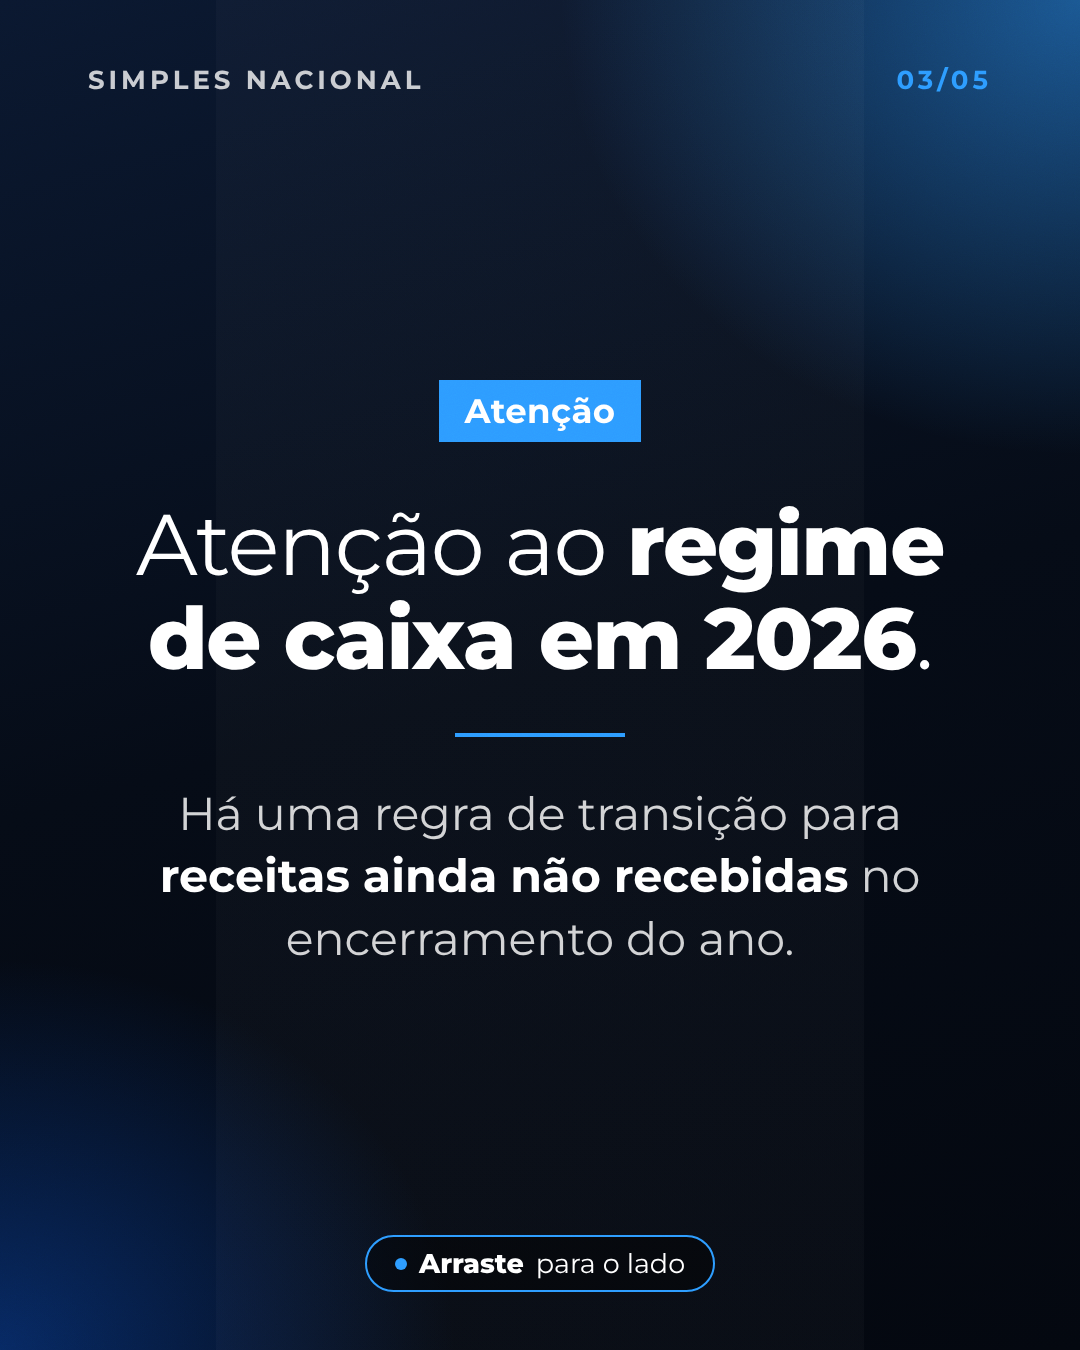 SIMPLES NACIONAL
03/05
Atenção
Atenção ao regime
de caixa em 2026.
Há uma regra de transição para
receitas ainda não recebidas no
encerramento do ano.
Arraste para o lado